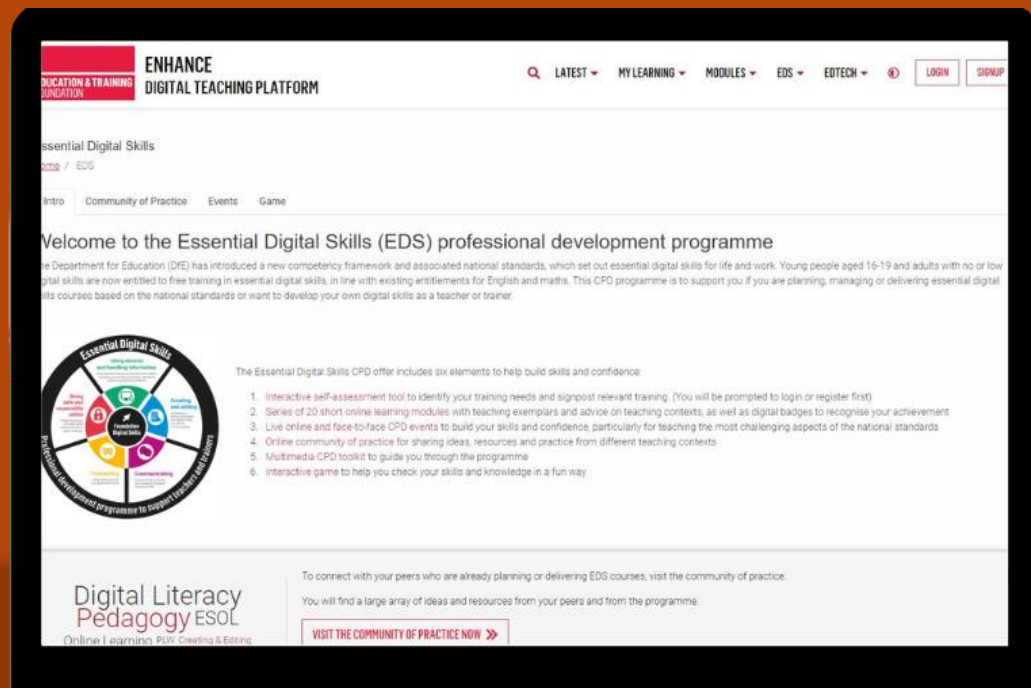 ENHANCE
DIGITAL TEACHING PLATFORM
EDUCATION & TRAINING
FOUNDATION
LATEST MY LEARNING MODULES EDS EDTECH LOGIN SIGNUP
ssential Digital Skills
ome / EDS
Intro Community of Practice Events Game
Welcome to the Essential Digital Skills (EDS) professional development programme
he Department for Education (DfE) has introduced a new competency framework and associated national standards, which set out essential digital skills for life and work. Young people aged 16-19 and adults with no or low
igital skills are now entitled to free training in essential digital skills, in line with existing entitlements for English and maths. This CPD programme is to support you if you are planning, managing or delivering essential digital
ills courses based on the national standards or want to develop your own digital skills as a teacher or trainer.
Essential Digital Skills
Using devices
and handling information
Creating
and editing
Being
safe and
responsible
online
Foundation
Digital Skills
Transacting
Communicating
Professional development programme to support teachers and trainers
The Essential Digital Skills CPD offer includes six elements to help build skills and confidence:
1. Interactive self-assessment tool to identify your training needs and signpost relevant training. (You will be prompted to login or register first)
2. Series of 20 short online learning modules with teaching exemplars and advice on teaching contexts, as well as digital badges to recognise your achievement
3. Live online and face-to-face CPD events to build your skills and confidence, particularly for teaching the most challenging aspects of the national standards
4. Online community of practice for sharing ideas, resources and practice from different teaching contexts
5. Multimedia CPD toolkit to guide you through the programme
6. Interactive game to help you check your skills and knowledge in a fun way
Digital Literacy
Pedagogy ESOL
Online Learning PLW Creating & Editing
To connect with your peers who are already planning or delivering EDS courses, visit the community of practice.
You will find a large array of ideas and resources from your peers and from the programme.
VISIT THE COMMUNITY OF PRACTICE NOW